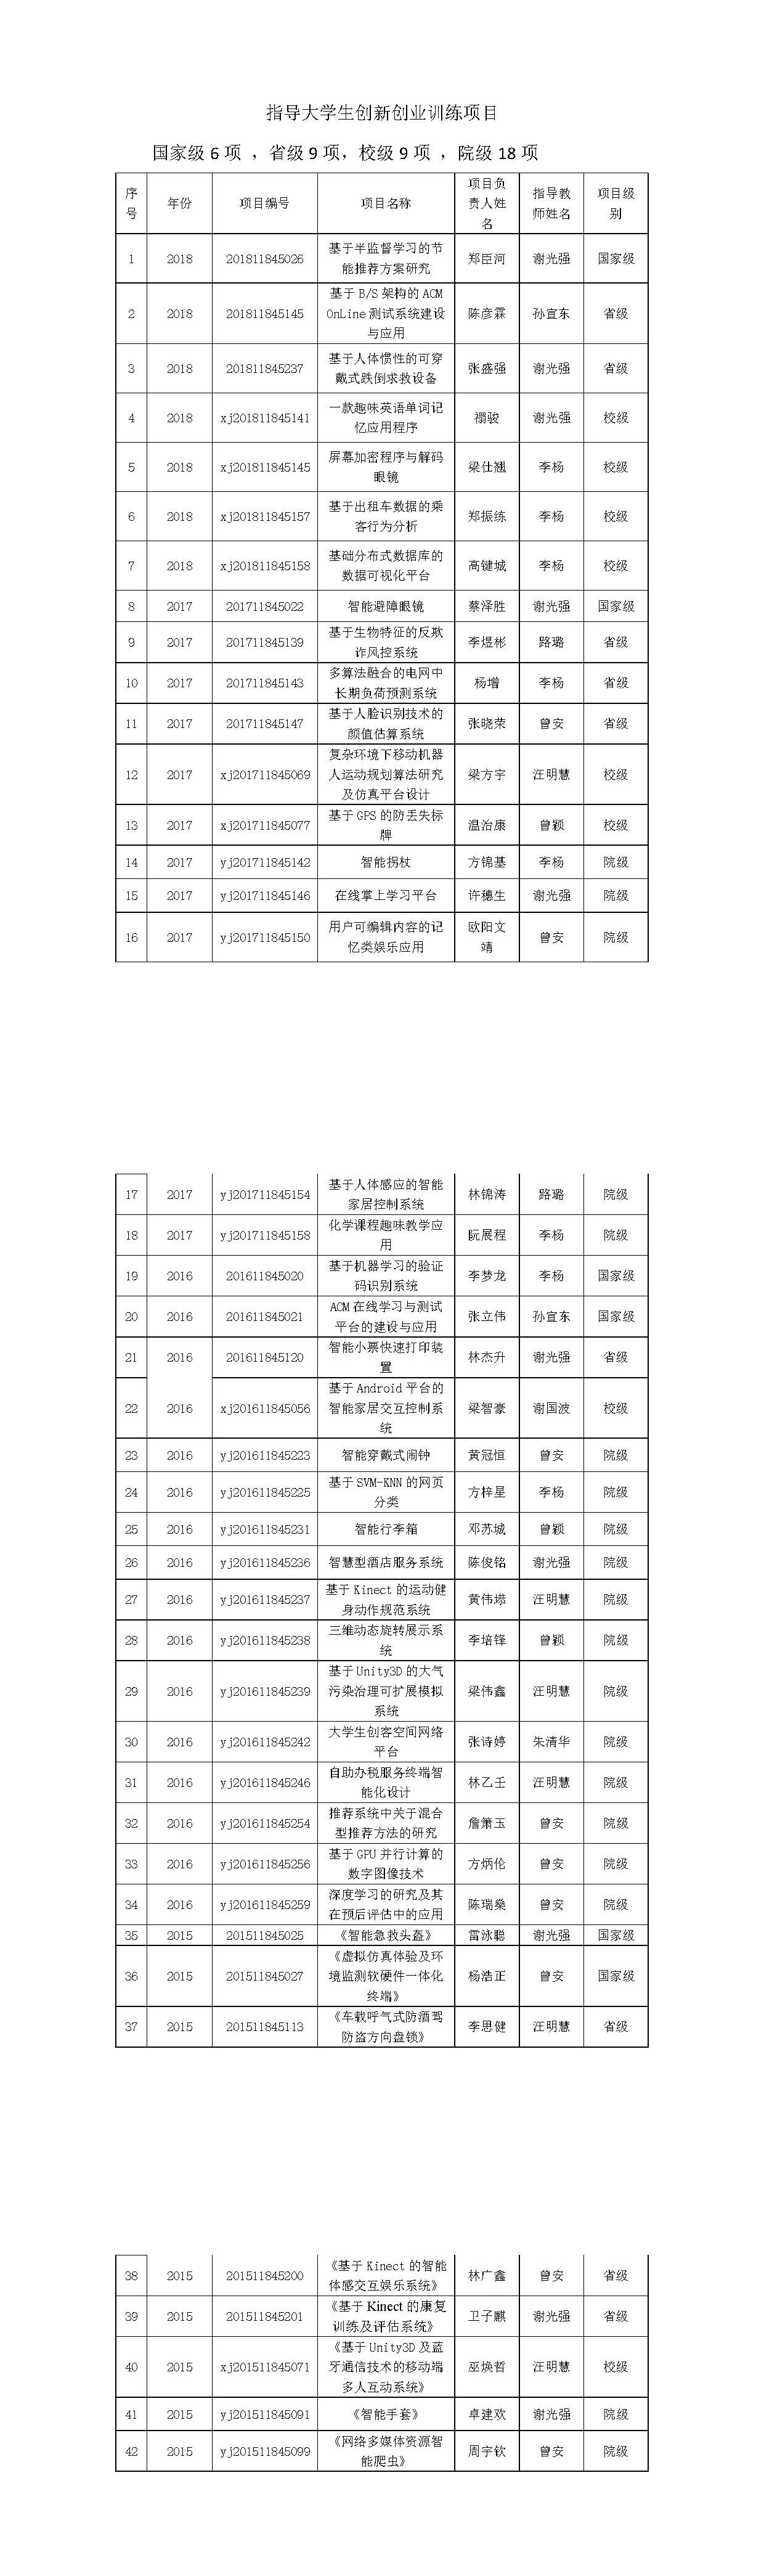 指导大学生创新创业训练项目
国家级 6 项 ，省级 9 项，校级 9 项 ，院级 18 项
序号 年份 项目编号 项目名称 项目负责人姓名 指导教师姓名 项目级别
1 2018 201811845026 基于半监督学习的节能推荐方案研究 郑臣河 谢光强 国家级
2 2018 201811845145 基于 B/S 架构的 ACM OnLine 测试系统建设与应用 陈彦霖 孙宣东 省级
3 2018 201811845237 基于人体惯性的可穿戴式跌倒求救设备 张盛强 谢光强 省级
4 2018 xj201811845141 一款趣味英语单词记忆应用程序 禤骏 谢光强 校级
5 2018 xj201811845145 屏幕加密程序与解码眼镜 梁仕翘 李杨 校级
6 2018 xj201811845157 基于出租车数据的乘客行为分析 郑振练 李杨 校级
7 2018 xj201811845158 基础分布式数据库的数据可视化平台 高键城 李杨 校级
8 2017 201711845022 智能避障眼镜 蔡泽胜 谢光强 国家级
9 2017 201711845139 基于生物特征的反欺诈风控系统 李煜彬 路璐 省级
10 2017 201711845143 多算法融合的电网中长期负荷预测系统 杨增 李杨 省级
11 2017 201711845147 基于人脸识别技术的颜值估算系统 张晓荣 曾安 省级
12 2017 xj201711845069 复杂环境下移动机器人运动规划算法研究及仿真平台设计 梁方宇 汪明慧 校级
13 2017 xj201711845077 基于 GPS 的防丢失标牌 温治康 曾颖 校级
14 2017 yj201711845142 智能拐杖 方锦基 李杨 院级
15 2017 yj201711845146 在线掌上学习平台 许穗生 谢光强 院级
16 2017 yj201711845150 用户可编辑内容的记忆类娱乐应用 欧阳文靖 曾安 院级
17 2017 yj201711845154 基于人体感应的智能家居控制系统 林锦涛 路璐 院级
18 2017 yj201711845158 化学课程趣味教学应用 阮展程 李杨 院级
19 2016 201611845020 基于机器学习的验证码识别系统 李梦龙 李杨 国家级
20 2016 201611845021 ACM 在线学习与测试平台的建设与应用 张立伟 孙宣东 国家级
21 2016 201611845120 智能小票快速打印装置 林杰升 谢光强 省级
22 2016 xj201611845056 基于 Android 平台的智能家居交互控制系统 梁智豪 谢国波 校级
23 2016 yj201611845223 智能穿戴式闹钟 黄冠恒 曾安 院级
24 2016 yj201611845225 基于 SVM-KNN 的网页分类 方梓星 李杨 院级
25 2016 yj201611845231 智能行李箱 邓苏城 曾颖 院级
26 2016 yj201611845236 智慧型酒店服务系统 陈俊铭 谢光强 院级
27 2016 yj201611845237 基于 Kinect 的运动健身动作规范系统 黄伟 汪明慧 院级
28 2016 yj201611845238 三维动态旋转展示系统 李培锋 曾颖 院级
29 2016 yj201611845239 基于 Unity3D 的大气污染治理可扩展模拟系统 梁伟鑫 汪明慧 院级
30 2016 yj201611845242 大学生创客空间网络平台 张诗婷 朱清华 院级
31 2016 yj201611845246 自助办税服务终端智能化设计 林乙壬 汪明慧 院级
32 2016 yj201611845254 推荐系统中关于混合型推荐方法的研究 詹箫玉 曾安 院级
33 2016 yj201611845256 基于 GPU 并行计算的数字图像技术 方炳伦 曾安 院级
34 2016 yj201611845259 深度学习的研究及其在预后评估中的应用 陈瑞燊 曾安 院级
35 2015 201511845025 《智能急救头盔》 雷泳聪 谢光强 国家级
36 2015 201511845027 《虚拟仿真体验及环境监测软硬件一体化终端》 杨浩正 曾安 国家级
37 2015 201511845113 《车载呼气式防酒驾防盗方向盘锁》 李思健 汪明慧 省级
38 2015 201511845200 《基于 Kinect 的智能体感交互娱乐系统》 林广鑫 曾安 省级
39 2015 201511845201 《基于 Kinect 的康复训练及评估系统》 卫子麒 谢光强 省级
40 2015 xj201511845071 《基于 Unity3D 及蓝牙通信技术的移动端多人互动系统》 巫焕哲 汪明慧 校级
41 2015 yj201511845091 《智能手套》 卓建欢 谢光强 院级
42 2015 yj201511845099 《网络多媒体资源智能爬虫》 周宇钦 曾安 院级